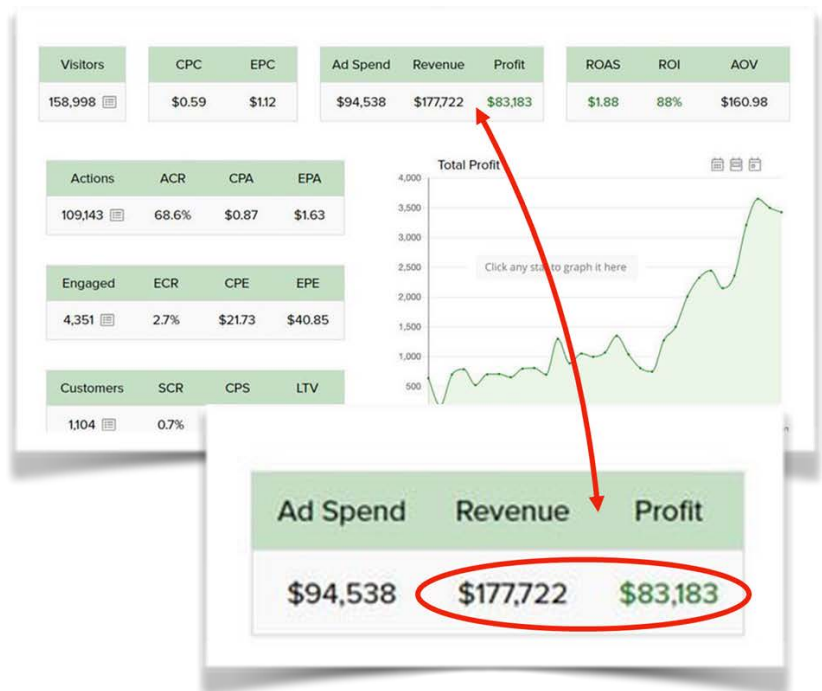 Visitors CPC EPC Ad Spend Revenue Profit ROAS ROI AOV
158,998 $0.59 $1.12 $94,538 $177,722 $83,183 $1.88 88% $160.98
Total Profit
Actions ACR CPA EPA
109,143 68.6% $0.87 $1.63
4,000
3,500
3,000
2,500
2,000
1,500
1,000
500
Click any stat to graph it here
Engaged ECR CPE EPE
4,351 2.7% $21.73 $40.85
Customers SCR CPS LTV
1,104 0.7%
Ad Spend Revenue Profit
$94,538 $177,722 $83,183